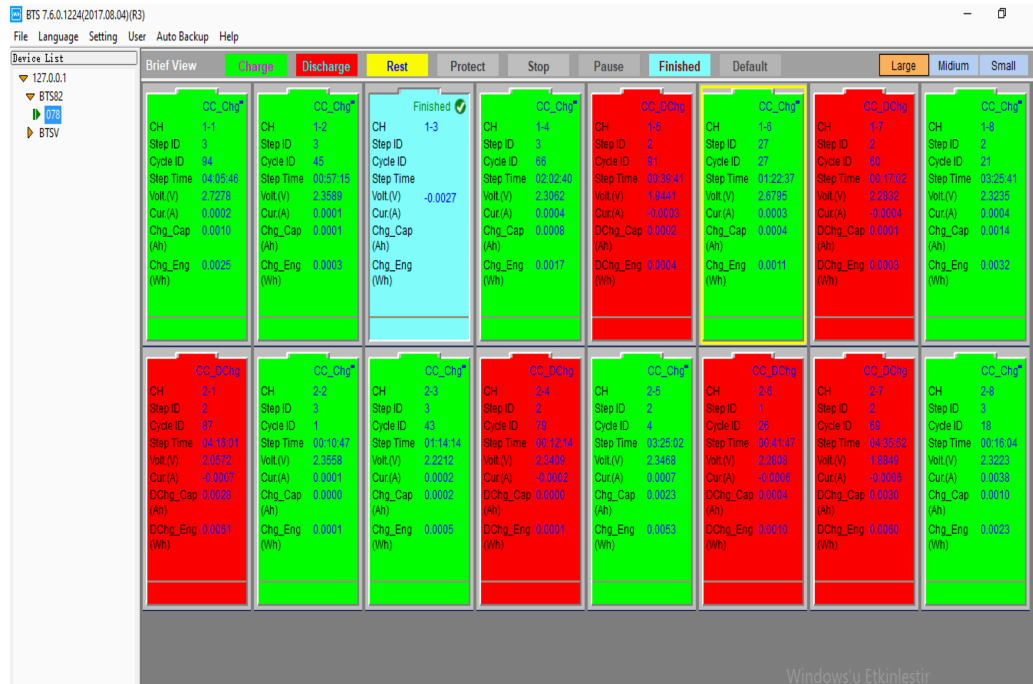 BTS 7.6.0.1224(2017.08.04)(R3)
File Language Setting User Auto Backup Help
Device List
127.0.0.1
BTS82
078
BTSV
Brief View Charge Discharge Rest Protect Stop Pause Finished Default Large Midium Small
CC_Chg CC_Chg Finished CC_Chg CC_DChg CC_Chg CC_DChg CC_Chg
CH 1-1 CH 1-2 CH 1-3 CH 1-4 CH 1-5 CH 1-6 CH 1-7 CH 1-8
Step ID 3 Step ID 3 Step ID Step ID 3 Step ID 2 Step ID 27 Step ID 2 Step ID 2
Cycle ID 94 Cycle ID 45 Cycle ID Cycle ID 66 Cycle ID 61 Cycle ID 27 Cycle ID 60 Cycle ID 21
Step Time 04:05:46 Step Time 00:57:15 Step Time Step Time 02:02:40 Step Time 00:39:41 Step Time 01:22:37 Step Time 00:17:02 Step Time 03:25:41
Volt.(V) 2.7278 Volt.(V) 2.3589 Volt.(V) -0.0027 Volt.(V) 2.3062 Volt.(V) 1.9441 Volt.(V) 2.6795 Volt.(V) 2.2832 Volt.(V) 2.3235
Cur.(A) 0.0002 Cur.(A) 0.0001 Cur.(A) Cur.(A) 0.0004 Cur.(A) -0.0003 Cur.(A) 0.0003 Cur.(A) -0.0004 Cur.(A) 0.0004
Chg_Cap 0.0010 Chg_Cap 0.0001 Chg_Cap Chg_Cap 0.0008 DChg_Cap 0.0002 Chg_Cap 0.0004 DChg_Cap 0.0001 Chg_Cap 0.0014
(Ah) (Ah) (Ah) (Ah) (Ah) (Ah) (Ah) (Ah)
Chg_Eng 0.0025 Chg_Eng 0.0003 Chg_Eng Chg_Eng 0.0017 DChg_Eng 0.0004 Chg_Eng 0.0011 DChg_Eng 0.0003 Chg_Eng 0.0032
(Wh) (Wh) (Wh) (Wh) (Wh) (Wh) (Wh) (Wh)
CC_DChg CC_Chg CC_Chg CC_DChg CC_Chg CC_DChg CC_DChg CC_Chg
CH 2-1 CH 2-2 CH 2-3 CH 2-4 CH 2-5 CH 2-6 CH 2-7 CH 2-8
Step ID 2 Step ID 3 Step ID 3 Step ID 2 Step ID 2 Step ID 1 Step ID 2 Step ID 3
Cycle ID 87 Cycle ID 1 Cycle ID 43 Cycle ID 79 Cycle ID 4 Cycle ID 26 Cycle ID 69 Cycle ID 18
Step Time 04:18:01 Step Time 00:10:47 Step Time 01:14:14 Step Time 00:12:14 Step Time 03:25:02 Step Time 00:41:47 Step Time 04:35:52 Step Time 00:16:04
Volt.(V) 2.0572 Volt.(V) 2.3558 Volt.(V) 2.2212 Volt.(V) 2.3409 Volt.(V) 2.3468 Volt.(V) 2.2808 Volt.(V) 1.8849 Volt.(V) 2.3223
Cur.(A) -0.0007 Cur.(A) 0.0001 Cur.(A) 0.0002 Cur.(A) -0.0002 Cur.(A) 0.0007 Cur.(A) -0.0006 Cur.(A) -0.0006 Cur.(A) 0.0038
DChg_Cap 0.0028 Chg_Cap 0.0000 Chg_Cap 0.0002 DChg_Cap 0.0000 Chg_Cap 0.0023 DChg_Cap 0.0004 DChg_Cap 0.0030 Chg_Cap 0.0010
(Ah) (Ah) (Ah) (Ah) (Ah) (Ah) (Ah) (Ah)
DChg_Eng 0.0061 Chg_Eng 0.0001 Chg_Eng 0.0005 DChg_Eng 0.0001 Chg_Eng 0.0053 DChg_Eng 0.0010 DChg_Eng 0.0060 Chg_Eng 0.0023
(Wh) (Wh) (Wh) (Wh) (Wh) (Wh) (Wh) (Wh)
Windows'u Etkinleştir